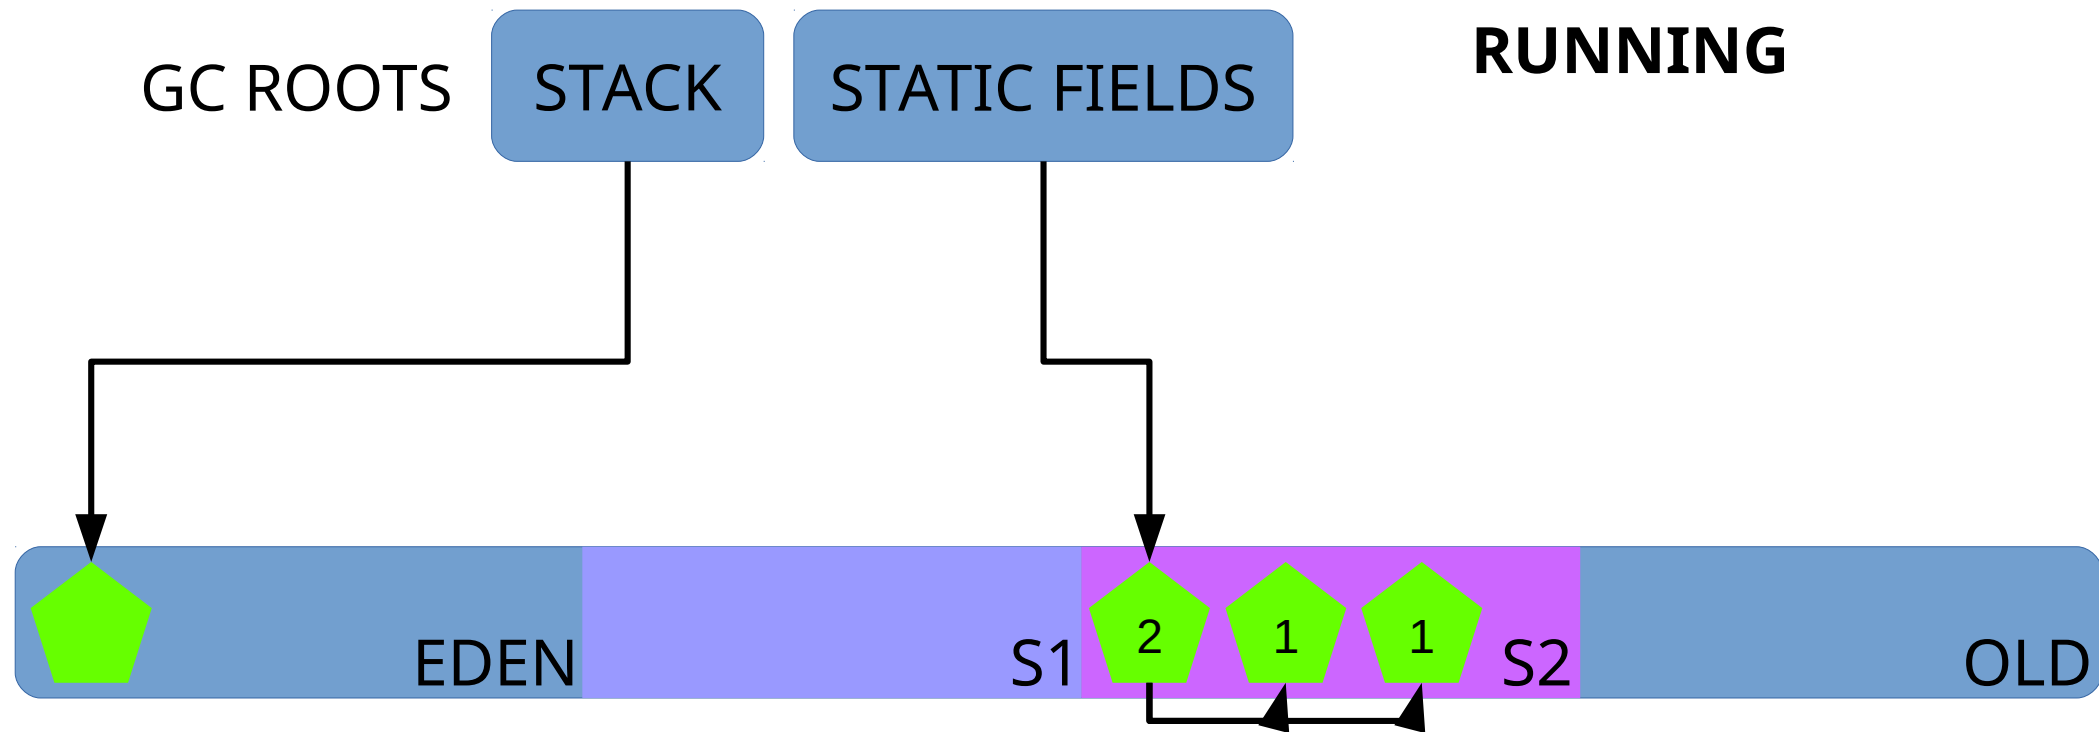 GC ROOTS
STACK
STATIC FIELDS
RUNNING
EDEN
S1
2
1
1
S2
OLD